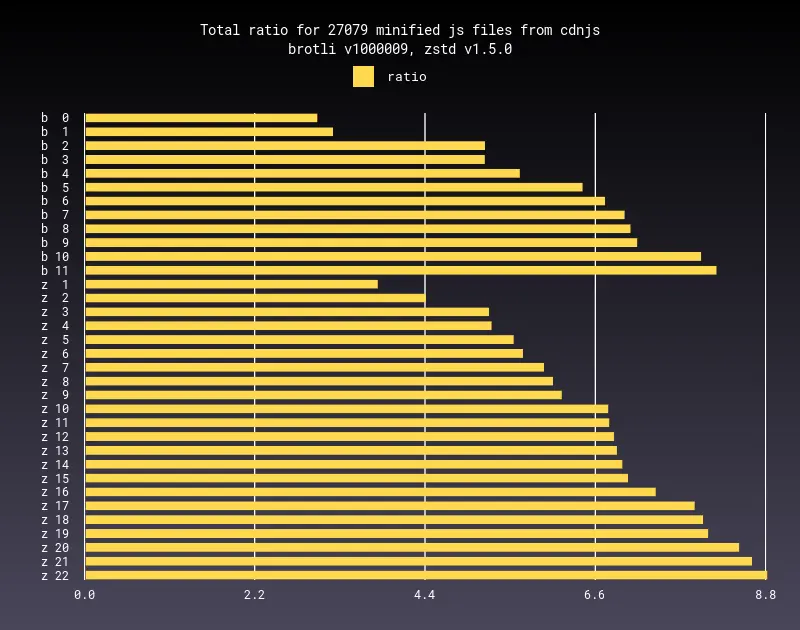 Total ratio for 27079 minified js files from cdnjs
brotli v1000009, zstd v1.5.0
ratio
b 0
b 1
b 2
b 3
b 4
b 5
b 6
b 7
b 8
b 9
b 10
b 11
z 1
z 2
z 3
z 4
z 5
z 6
z 7
z 8
z 9
z 10
z 11
z 12
z 13
z 14
z 15
z 16
z 17
z 18
z 19
z 20
z 21
z 22
0.0 2.2 4.4 6.6 8.8